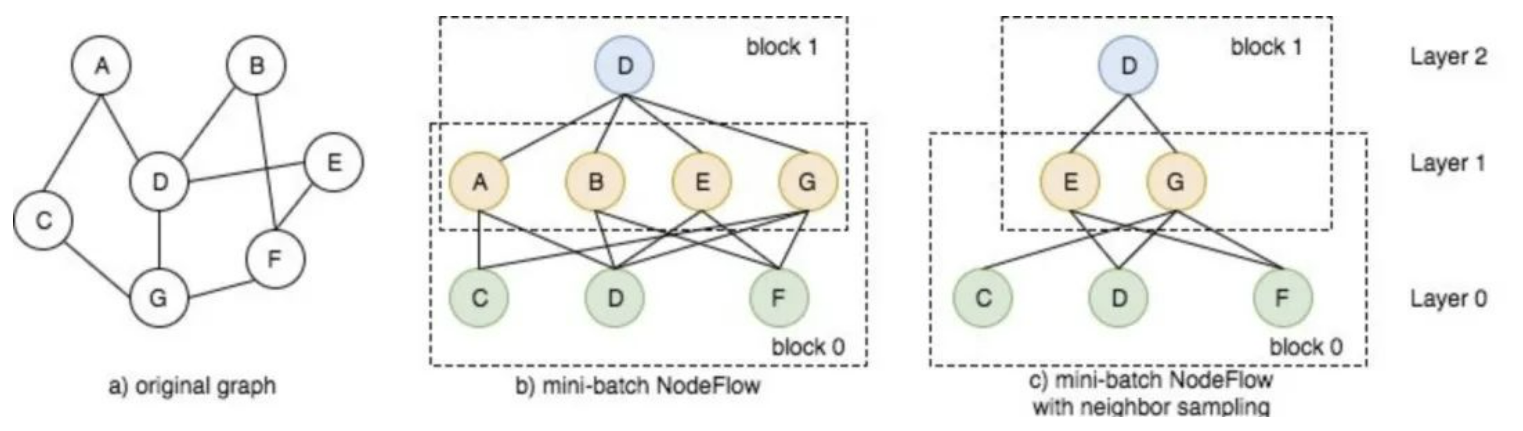 A
B
D
E
C
F
G
a) original graph
D
block 1
A
B
E
G
C
D
F
block 0
b) mini-batch NodeFlow
D
block 1
E
G
C
D
F
block 0
c) mini-batch NodeFlow
with neighbor sampling
Layer 2
Layer 1
Layer 0